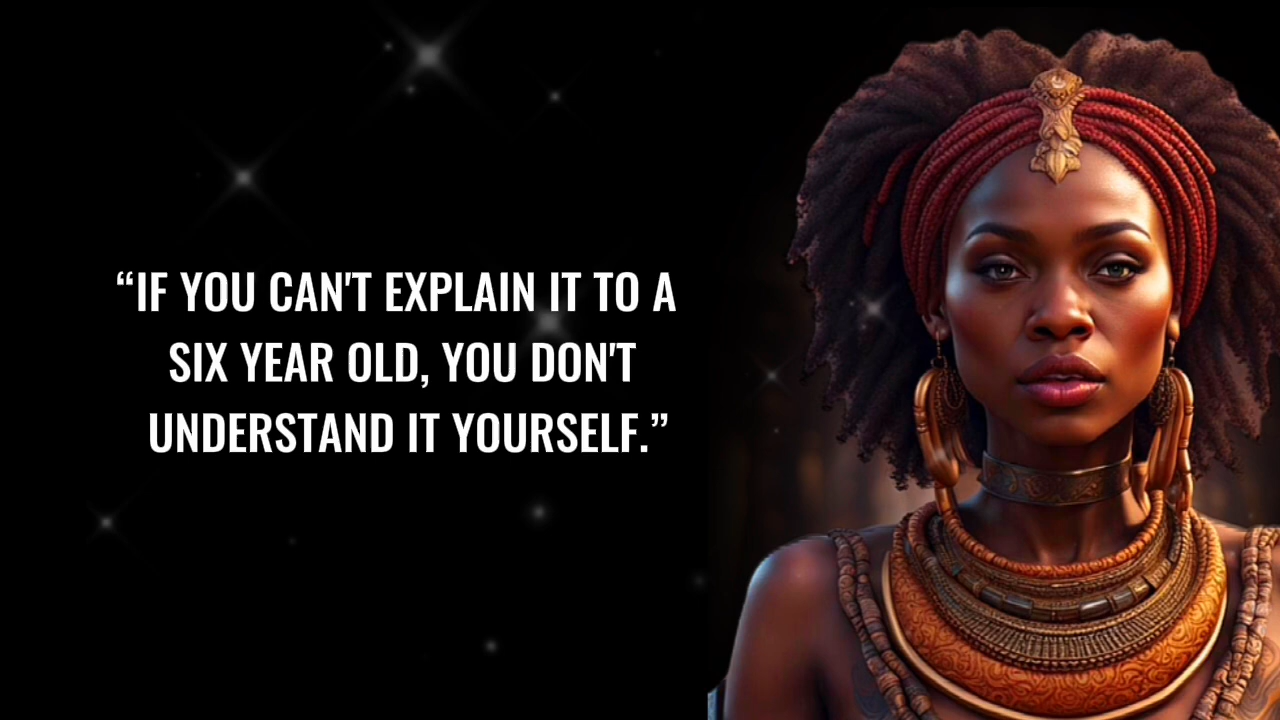 “IF YOU CAN'T EXPLAIN IT TO A
SIX YEAR OLD, YOU DON'T
UNDERSTAND IT YOURSELF.”